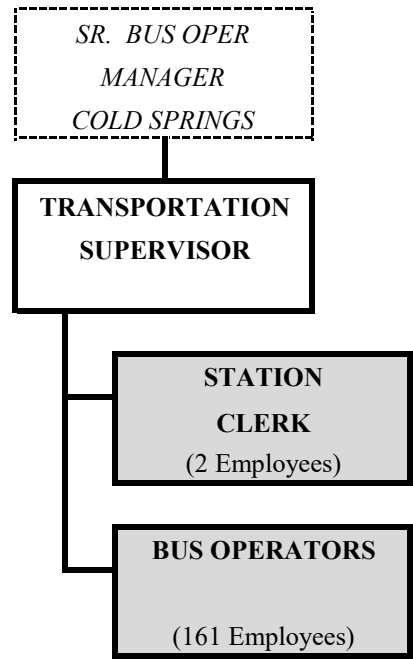 SR. BUS OPER
MANAGER
COLD SPRINGS
TRANSPORTATION
SUPERVISOR
STATION
CLERK
(2 Employees)
BUS OPERATORS
(161 Employees)